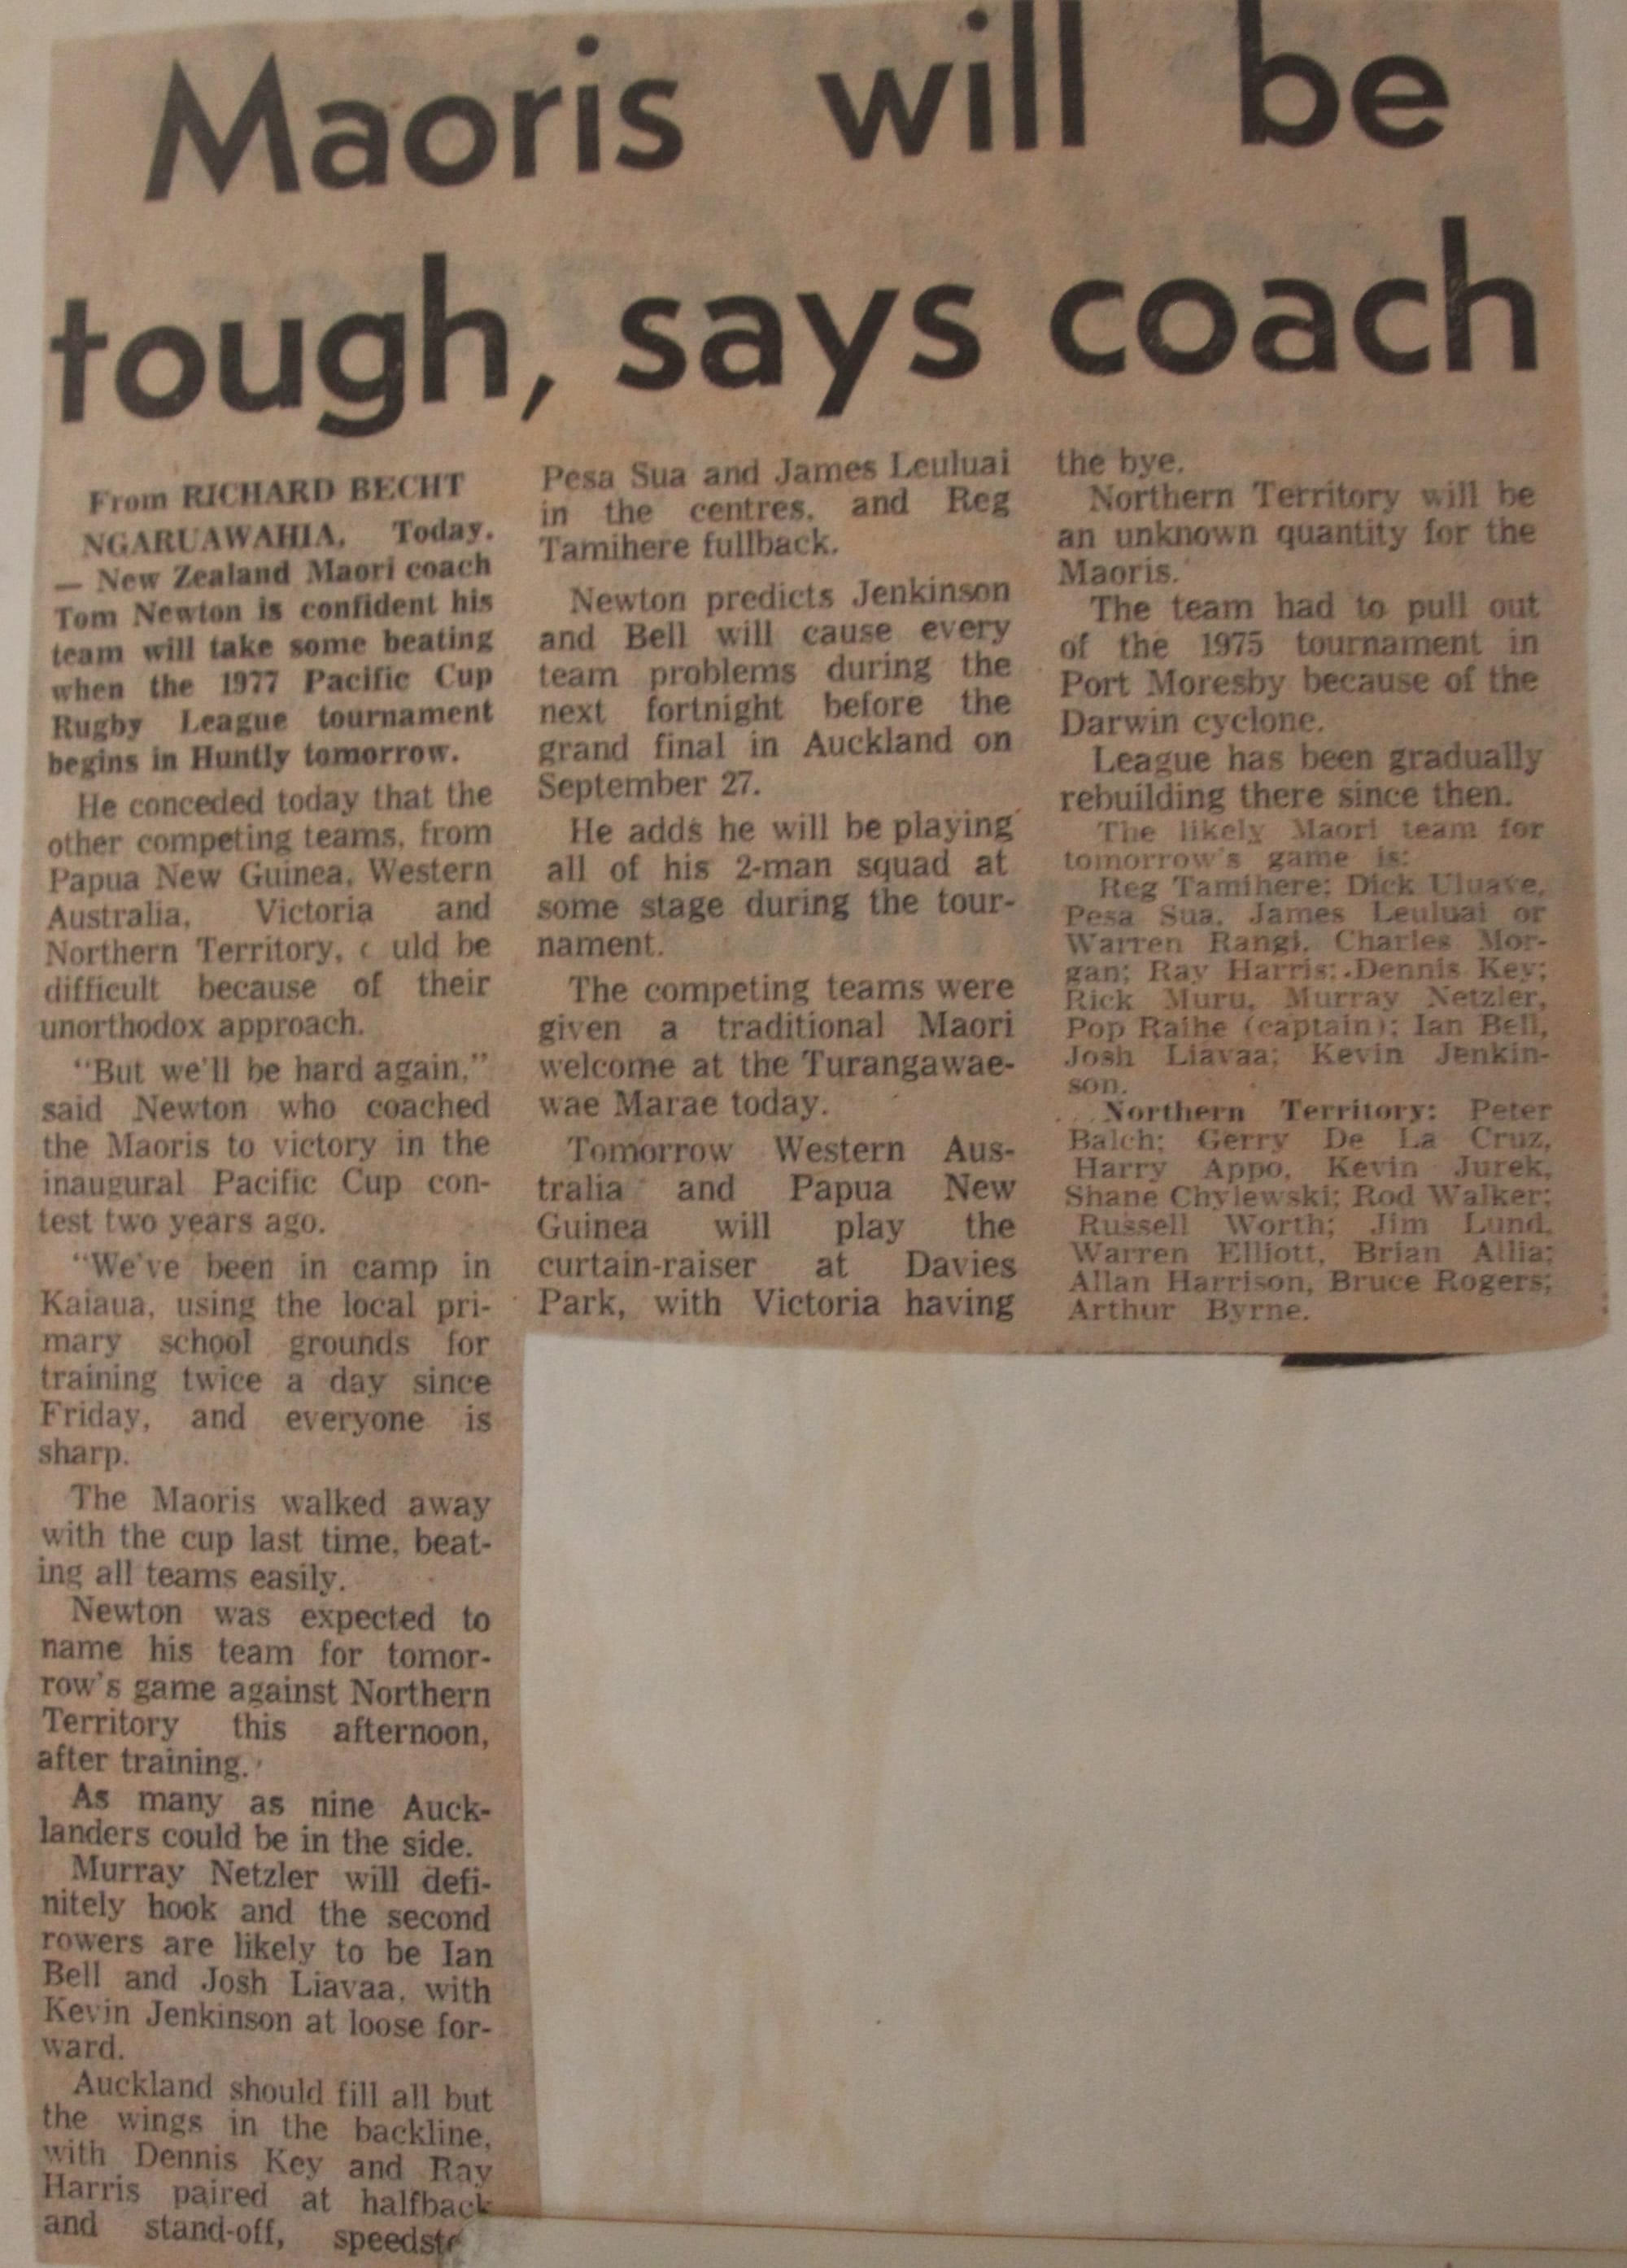 Maoris will be
tough, says coach
From RICHARD BECHT
NGARUAWAHIA, Today.
— New Zealand Maori coach
Tom Newton is confident his
team will take some beating
when the 1977 Pacific Cup
Rugby League tournament
begins in Huntly tomorrow.
He conceded today that the
other competing teams, from
Papua New Guinea, Western
Australia, Victoria and
Northern Territory, c uld be
difficult because of their
unorthodox approach.
"But we'll be hard again,"
said Newton who coached
the Maoris to victory in the
inaugural Pacific Cup con-
test two years ago.
"We've been in camp in
Kaiaua, using the local pri-
mary school grounds for
training twice a day since
Friday, and everyone is
sharp.
The Maoris walked away
with the cup last time, beat-
ing all teams easily.
Newton was expected to
name his team for tomor-
row's game against Northern
Territory this afternoon,
after training.
As many as nine Auck-
landers could be in the side.
Murray Netzler will defi-
nitely hook and the second
rowers are likely to be Ian
Bell and Josh Liavaa, with
Kevin Jenkinson at loose for-
ward.
Auckland should fill all but
the wings in the backline,
with Dennis Key and Ray
Harris paired at halfback
and stand-off,
Pesa Sua and James Leuluai
in the centres, and Reg
Tamihere fullback.
Newton predicts Jenkinson
and Bell will cause every
team problems during the
next fortnight before the
grand final in Auckland on
September 27.
He adds he will be playing
all of his 2-man squad at
some stage during the tour-
nament.
The competing teams were
given a traditional Maori
welcome at the Turangawae-
wae Marae today.
Tomorrow Western Aus-
tralia and Papua New
Guinea will play the
curtain-raiser at Davies
Park, with Victoria having
the bye.
Northern Territory will be
an unknown quantity for the
Maoris.
The team had to pull out
of the 1975 tournament in
Port Moresby because of the
Darwin cyclone.
League has been gradually
rebuilding there since then.
The likely Maori team for
tomorrow's game is:
Reg Tamihere; Dick Uluave,
Pesa Sua, James Leuluai or
Warren Rangi, Charles Mor-
gan; Ray Harris; Dennis Key;
Rick Muru, Murray Netzler,
Pop Raihe (captain); Ian Bell,
Josh Liavaa; Kevin Jenkin-
son.
Northern Territory: Peter
Balch; Gerry De La Cruz,
Harry Appo, Kevin Jurek,
Shane Chylewski; Rod Walker;
Russell Worth; Jim Lund,
Warren Elliott, Brian Allia;
Allan Harrison, Bruce Rogers;
Arthur Byrne.